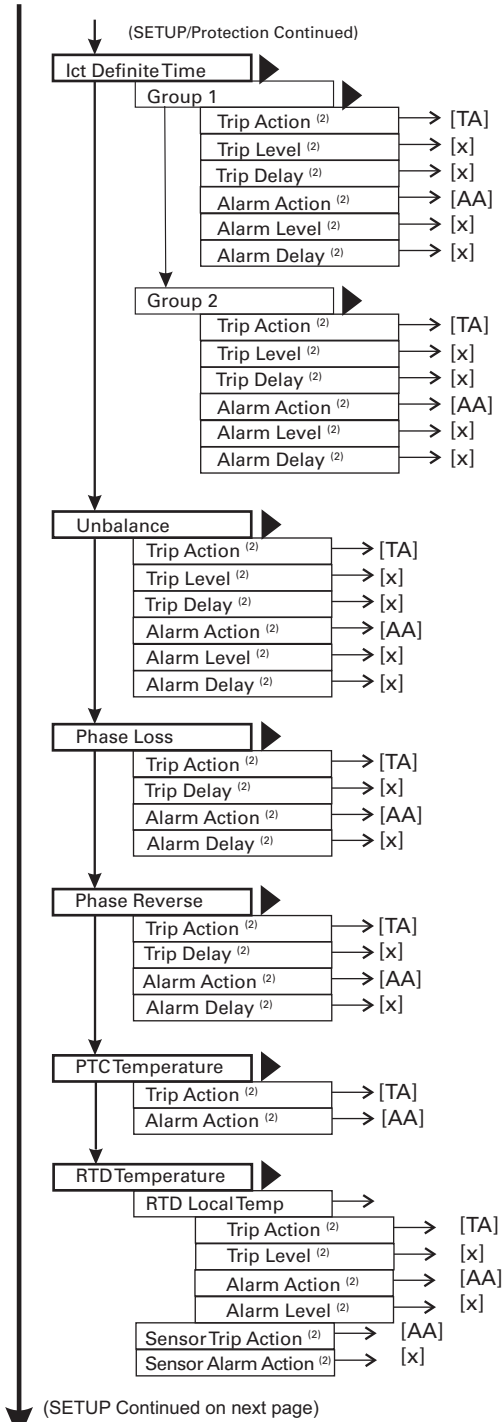 (SETUP/Protection Continued)
Ict Definite Time
Group 1
Trip Action (2) [TA]
Trip Level (2) [x]
Trip Delay (2) [x]
Alarm Action (2) [AA]
Alarm Level (2) [x]
Alarm Delay (2) [x]
Group 2
Trip Action (2) [TA]
Trip Level (2) [x]
Trip Delay (2) [x]
Alarm Action (2) [AA]
Alarm Level (2) [x]
Alarm Delay (2) [x]
Unbalance
Trip Action (2) [TA]
Trip Level (2) [x]
Trip Delay (2) [x]
Alarm Action (2) [AA]
Alarm Level (2) [x]
Alarm Delay (2) [x]
Phase Loss
Trip Action (2) [TA]
Trip Delay (2) [x]
Alarm Action (2) [AA]
Alarm Delay (2) [x]
Phase Reverse
Trip Action (2) [TA]
Trip Delay (2) [x]
Alarm Action (2) [AA]
Alarm Delay (2) [x]
PTC Temperature
Trip Action (2) [TA]
Alarm Action (2) [AA]
RTD Temperature
RTD Local Temp
Trip Action (2) [TA]
Trip Level (2) [x]
Alarm Action (2) [AA]
Alarm Level (2) [x]
Sensor Trip Action (2) [AA]
Sensor Alarm Action (2) [x]
(SETUP Continued on next page)